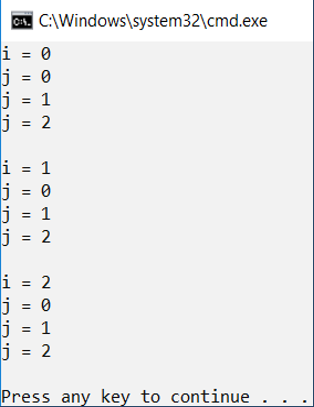 C:\Windows\system32\cmd.exe
i = 0
j = 0
j = 1
j = 2
i = 1
j = 0
j = 1
j = 2
i = 2
j = 0
j = 1
j = 2
Press any key to continue . . .